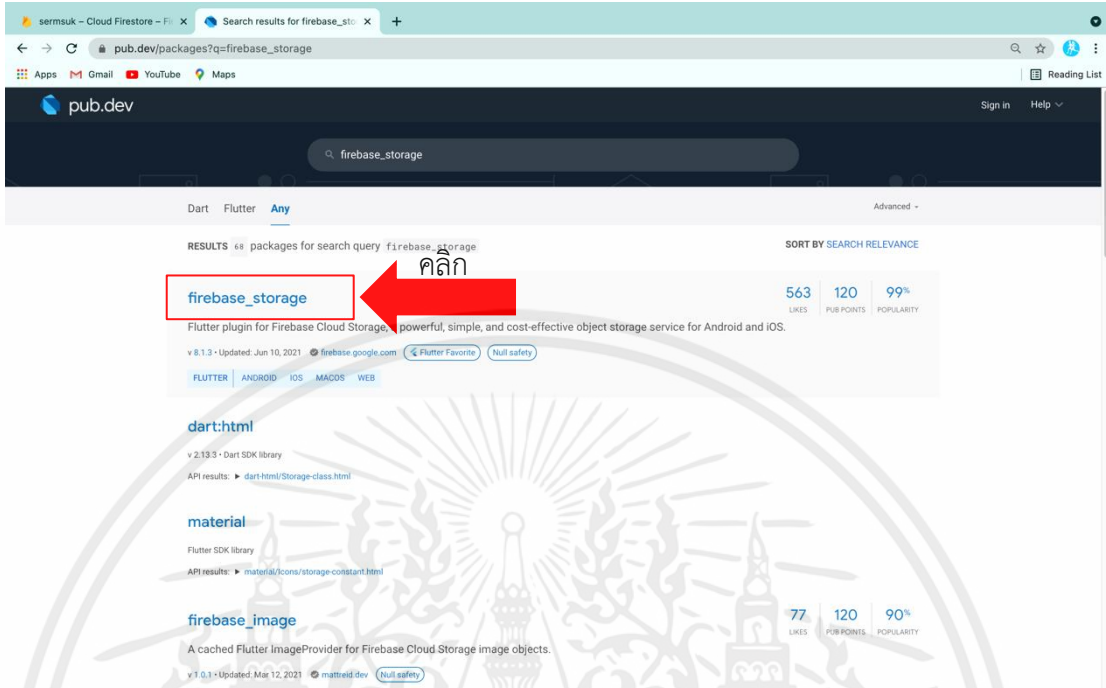 sermsuk – Cloud Firestore – Fi
Search results for firebase_sto
pub.dev/packages?q=firebase_storage
Apps Gmail YouTube Maps Reading List
pub.dev Sign in Help
firebase_storage
Dart Flutter Any Advanced
RESULTS 68 packages for search query firebase_storage SORT BY SEARCH RELEVANCE
คลิก
firebase_storage 563 120 99%
LIKES PUB POINTS POPULARITY
Flutter plugin for Firebase Cloud Storage, powerful, simple, and cost-effective object storage service for Android and iOS.
v 8.1.3 • Updated: Jun 10, 2021 firebase.google.com Flutter Favorite Null safety
FLUTTER ANDROID IOS MACOS WEB
dart:html
v 2.13.3 • Dart SDK library
API results: ▶ dart-html/Storage-class.html
material
Flutter SDK library
API results: ▶ material/Icons/storage-constant.html
firebase_image 77 120 90%
LIKES PUB POINTS POPULARITY
A cached Flutter ImageProvider for Firebase Cloud Storage image objects.
v 1.0.1 • Updated: Mar 12, 2021 mattreid.dev Null safety